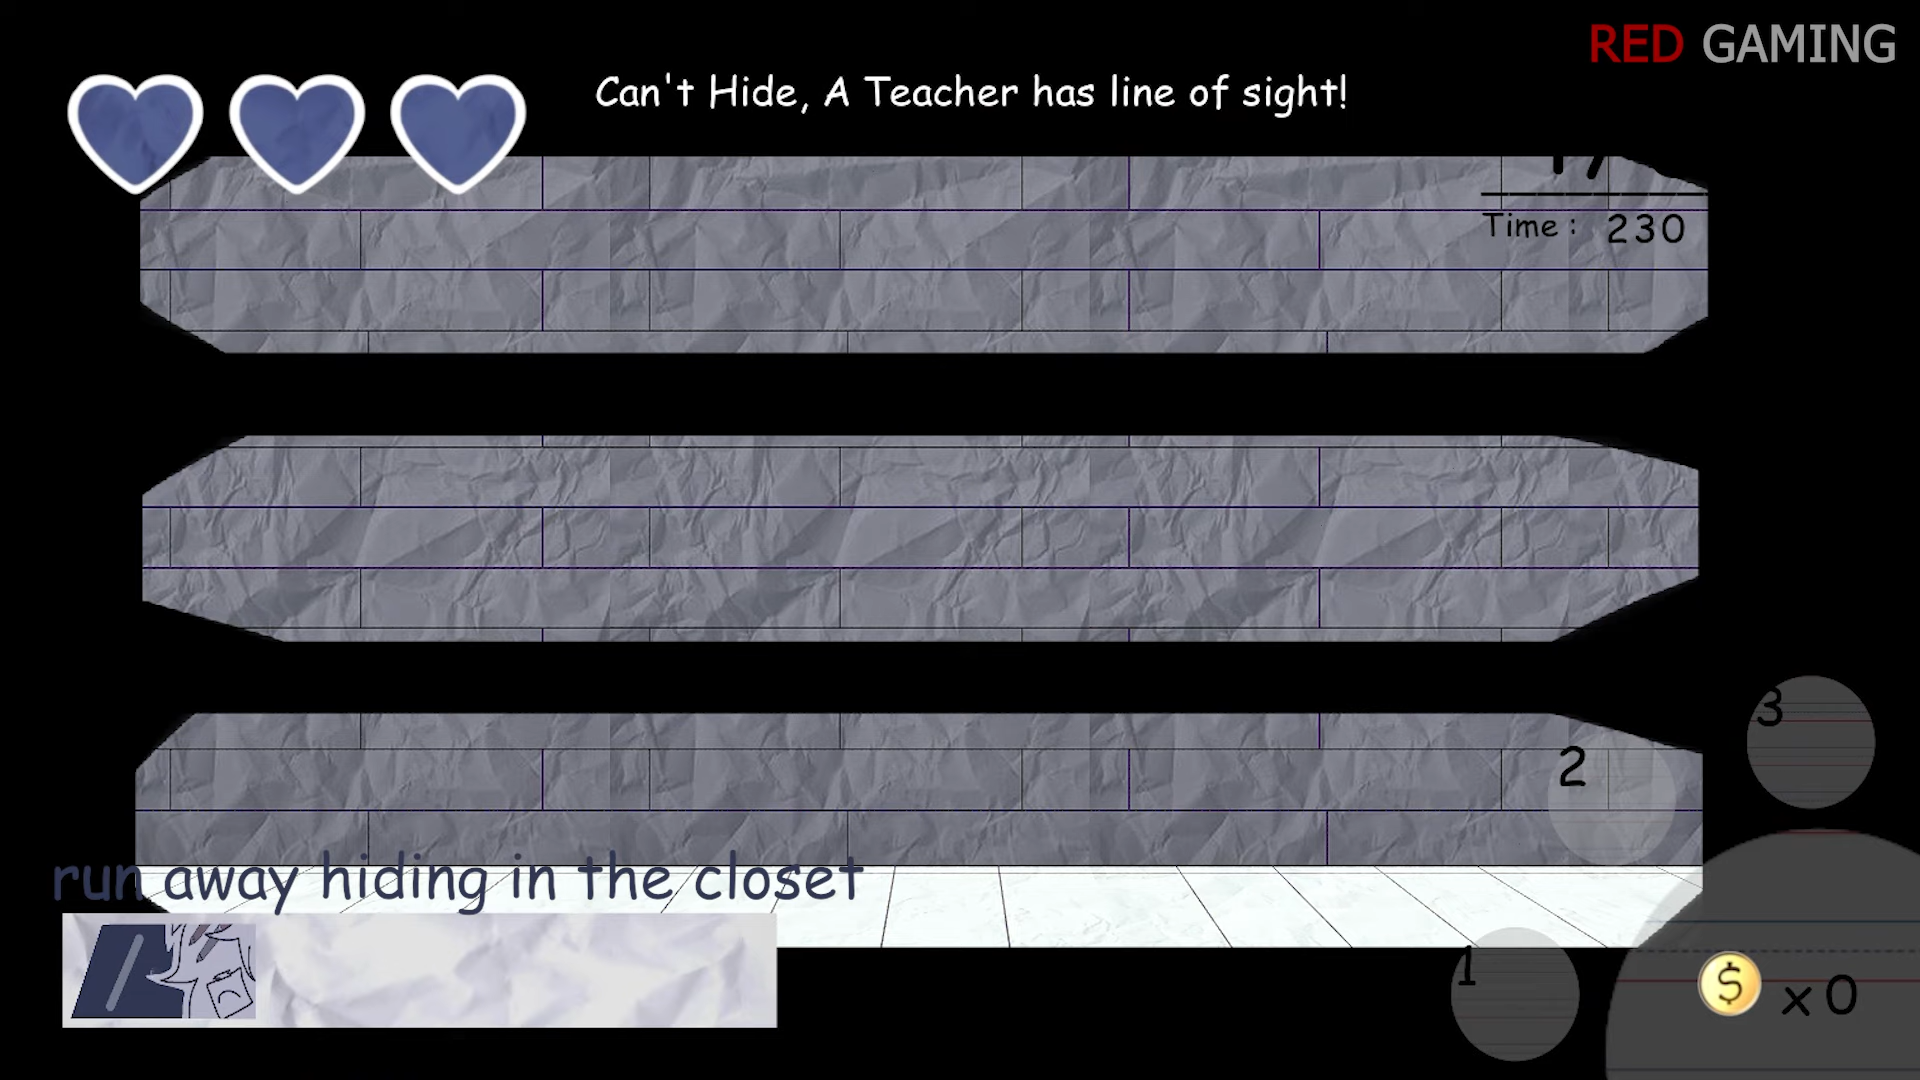 RED GAMING
Can't Hide, A Teacher has line of sight!
Time : 230
3
2
run away hiding in the closet
1
$ x 0